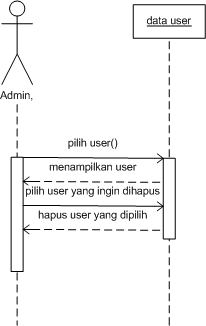 data user
Admin,
pilih user()
menampilkan user
pilih user yang ingin dihapus
hapus user yang dipilih